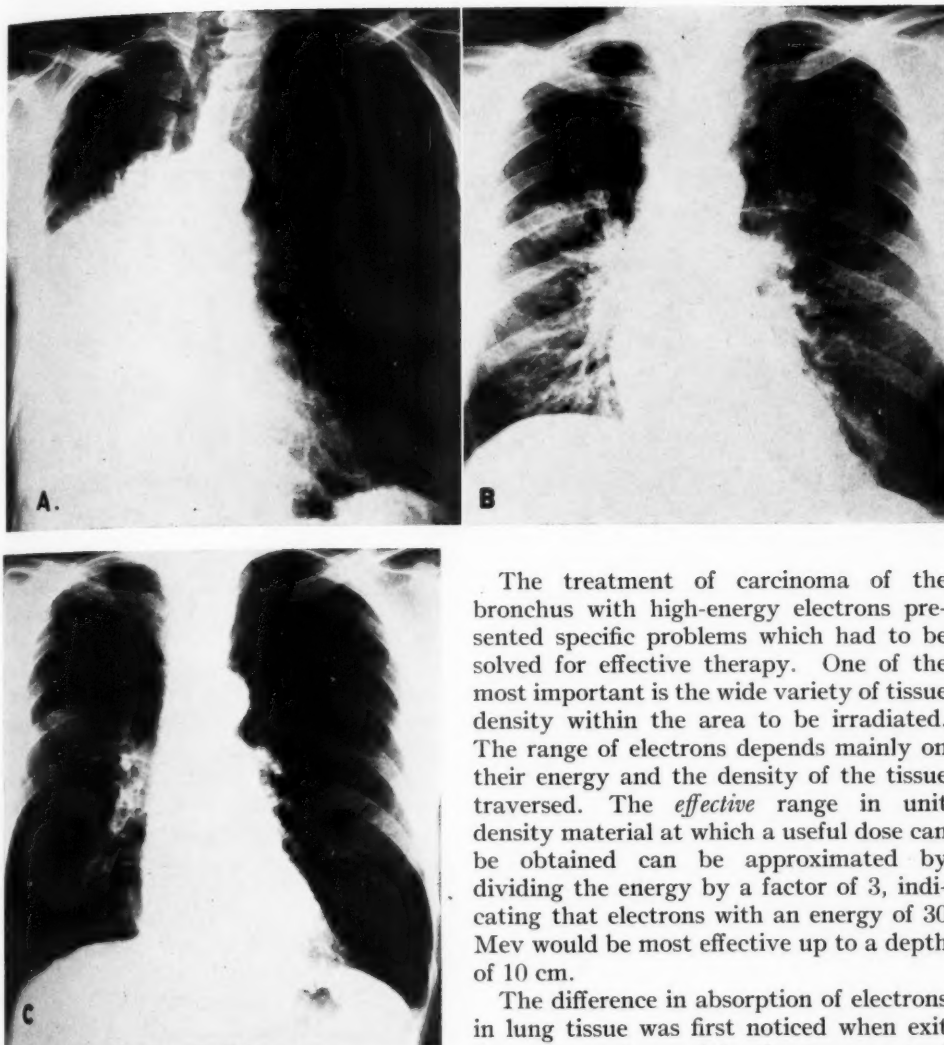 A.
B
C
The treatment of carcinoma of the
bronchus with high-energy electrons pre-
sented specific problems which had to be
solved for effective therapy. One of the
most important is the wide variety of tissue
density within the area to be irradiated.
The range of electrons depends mainly on
their energy and the density of the tissue
traversed. The effective range in unit
density material at which a useful dose can
be obtained can be approximated by
dividing the energy by a factor of 3, indi-
cating that electrons with an energy of 30
Mev would be most effective up to a depth
of 10 cm.
The difference in absorption of electrons
in lung tissue was first noticed when exit